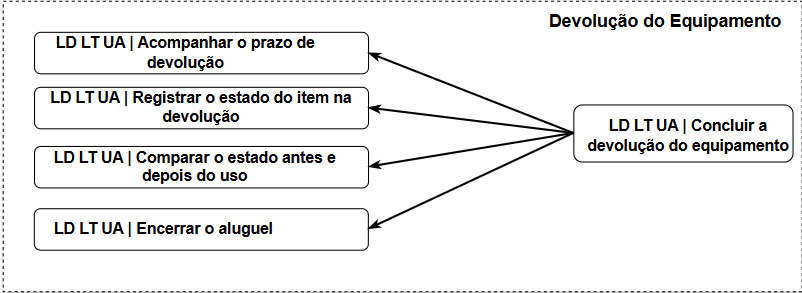 Devolução do Equipamento
LD LT UA | Acompanhar o prazo de
devolução
LD LT UA | Registrar o estado do item na
devolução
LD LT UA | Comparar o estado antes e
depois do uso
LD LT UA | Encerrar o aluguel
LD LT UA | Concluir a
devolução do equipamento